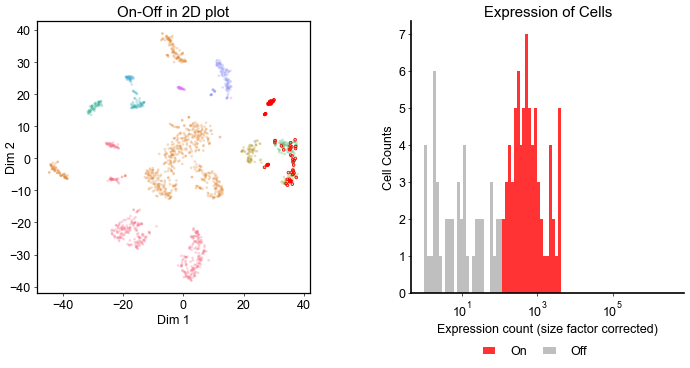 On-Off in 2D plot
40
30
20
10
0
−10
−20
−30
−40
Dim 2
−40 −20 0 20 40
Dim 1
Expression of Cells
7
6
5
4
3
2
1
0
Cell Counts
10^1 10^3 10^5
Expression count (size factor corrected)
On Off